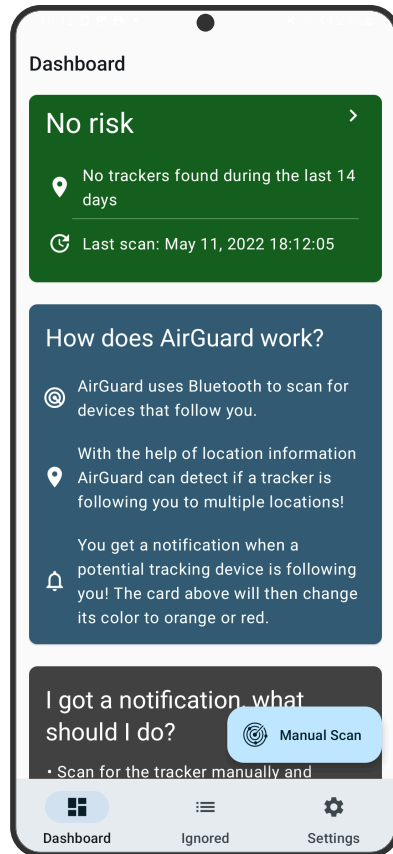 Dashboard
No risk
No trackers found during the last 14
days
Last scan: May 11, 2022 18:12:05
How does AirGuard work?
AirGuard uses Bluetooth to scan for
devices that follow you.
With the help of location information
AirGuard can detect if a tracker is
following you to multiple locations!
You get a notification when a
potential tracking device is following
you! The card above will then change
its color to orange or red.
I got a notification, what
should I do?
Manual Scan
• Scan for the tracker manually and
Dashboard
Ignored
Settings